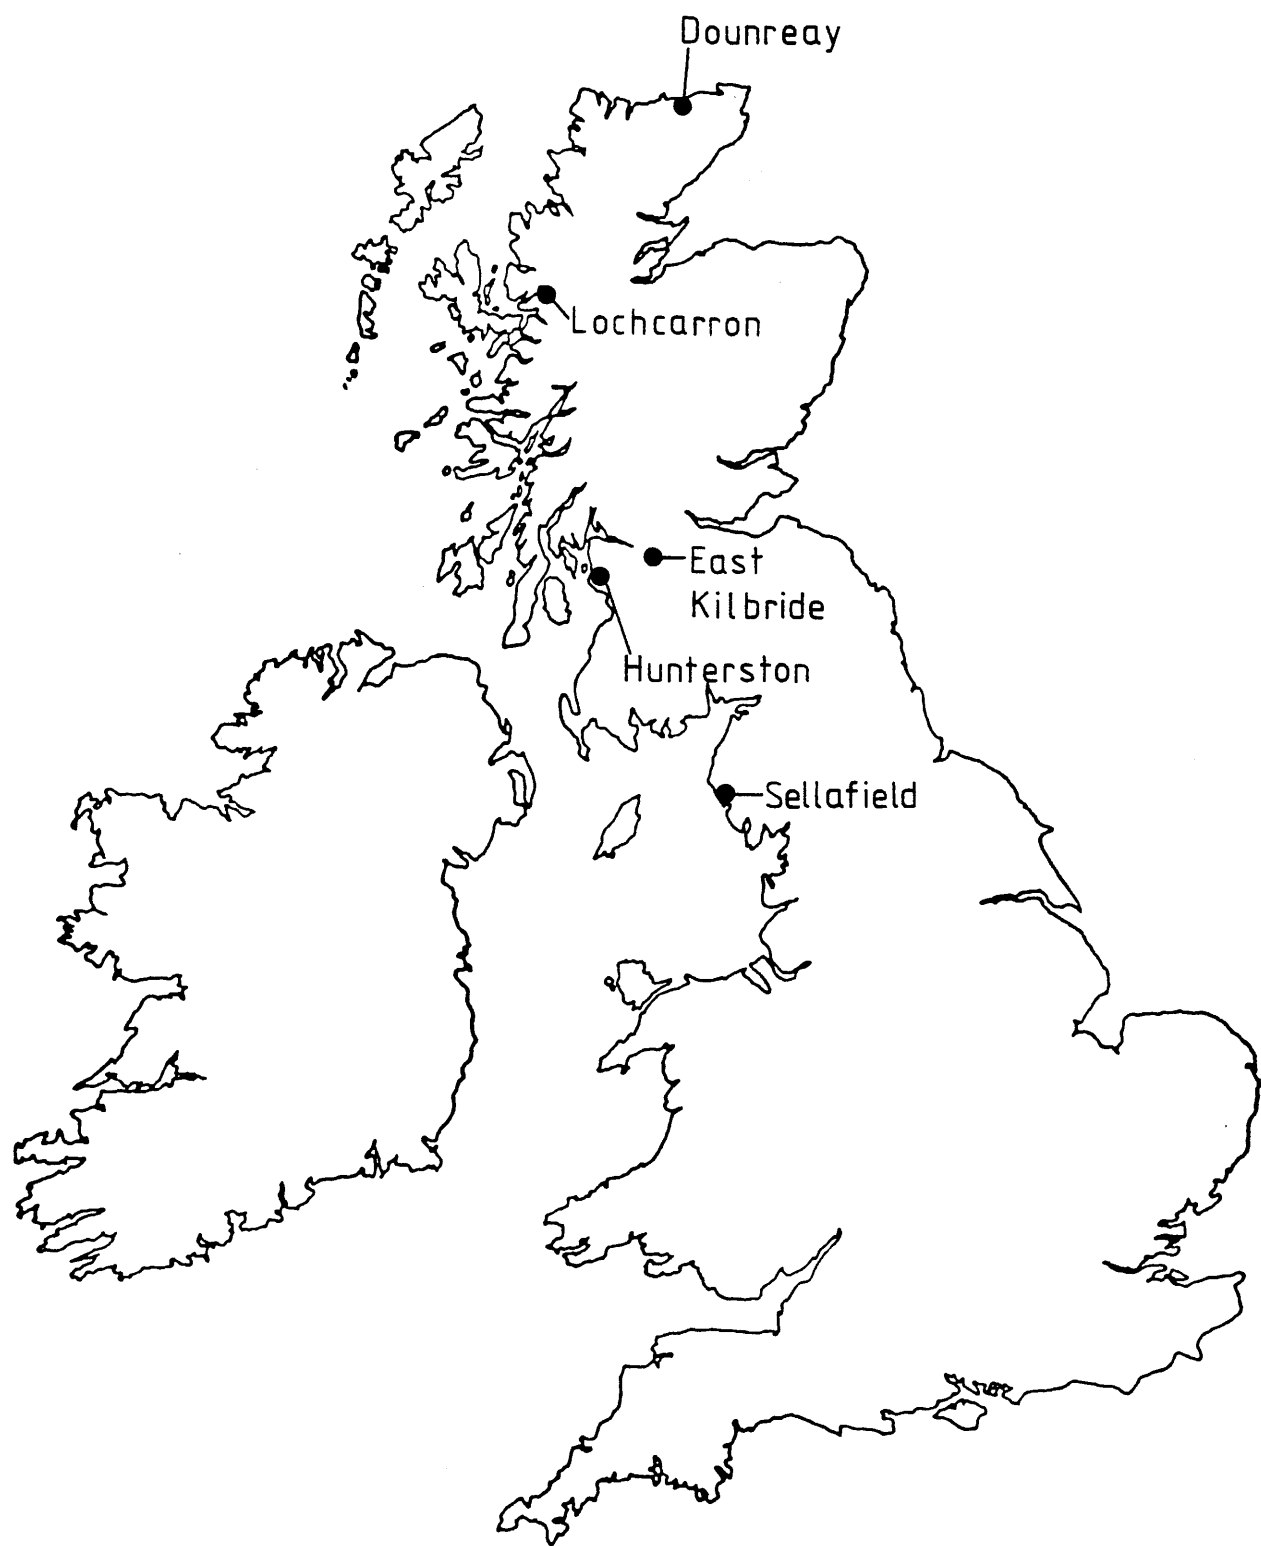 Dounreay
Lochcarron
East
Kilbride
Hunterston
Sellafield